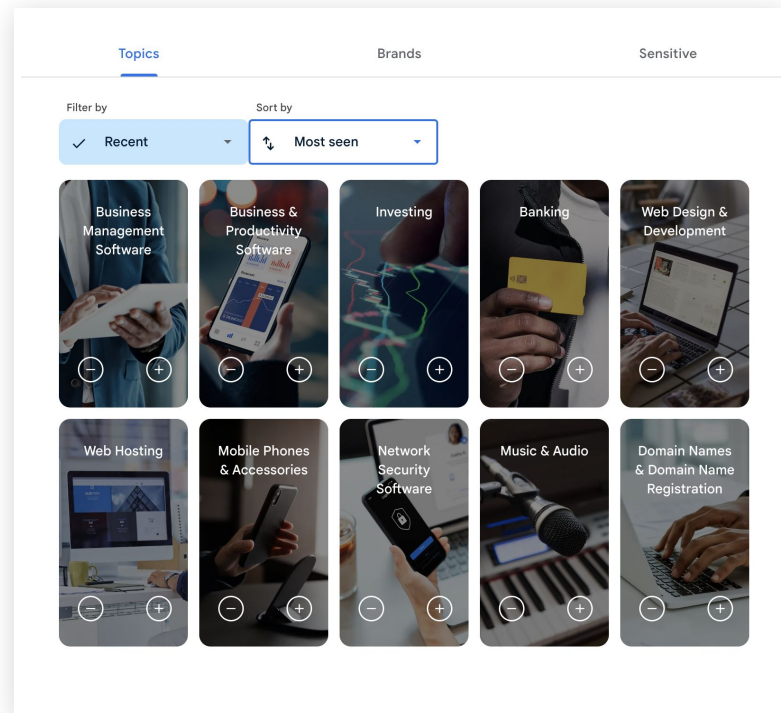 Topics
Brands
Sensitive
Filter by
Sort by
Recent
Most seen
Business
Management
Software
Business &
Productivity
Software
Investing
Banking
Web Design &
Development
Web Hosting
Mobile Phones
& Accessories
Network
Security
Software
Music & Audio
Domain Names
& Domain Name
Registration